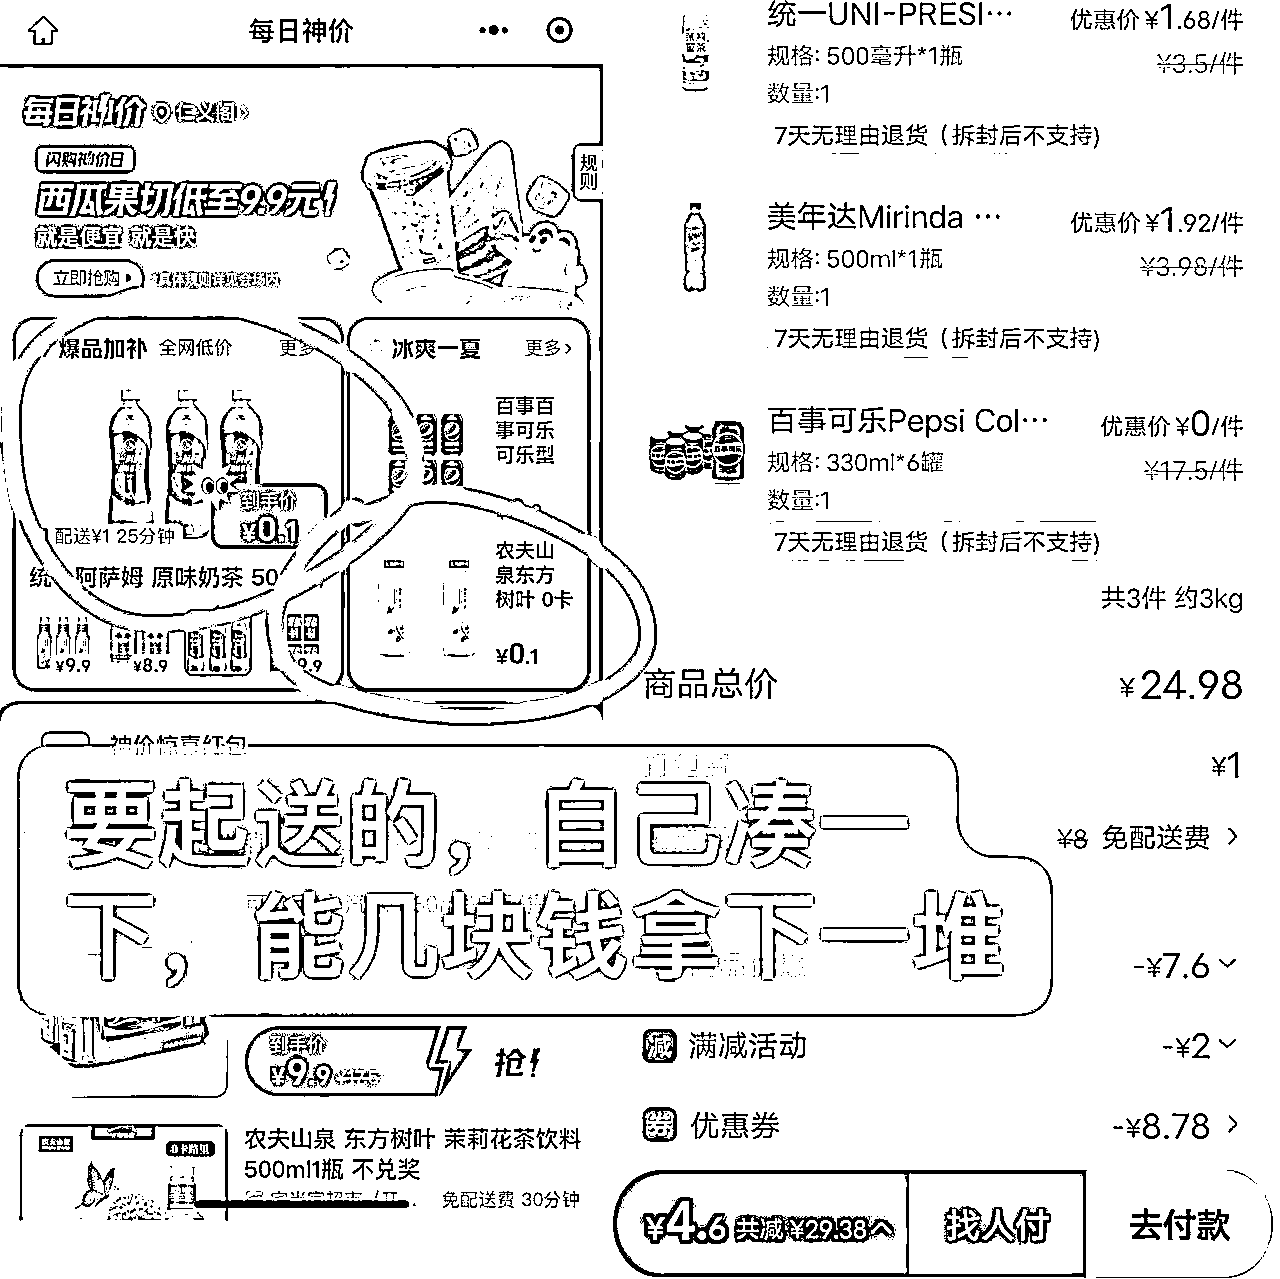 每日神价
每日神价 仁义阁
闪购神价日
西瓜果切低至9.9元!
就是便宜 就是快
立即抢购
*具体规则详见会场内
规则
爆品加补 全网低价 更多
到手价
¥0.1
配送¥1 25分钟
统一阿萨姆 原味奶茶 50
¥9.9 ¥8.9 9.9
冰爽一夏 更多
百事百
事可乐
可乐型
农夫山
泉东方
树叶 0卡
¥0.1
神价惊喜红包
要起送的，自己凑一
下，能几块钱拿下一堆
到手价
¥9.9
抢!
农夫山泉 东方树叶 茉莉花茶饮料
500ml1瓶 不兑奖
免配送费 30分钟
统一UNI-PRESI… 优惠价 ¥1.68/件
规格: 500毫升*1瓶 ¥3.5/件
数量:1
7天无理由退货（拆封后不支持)
美年达Mirinda … 优惠价 ¥1.92/件
规格: 500ml*1瓶 ¥3.98/件
数量:1
7天无理由退货（拆封后不支持)
百事可乐Pepsi Col… 优惠价 ¥0/件
规格: 330ml*6罐 ¥17.5/件
数量:1
7天无理由退货（拆封后不支持)
共3件 约3kg
商品总价 ¥24.98
¥1
¥8 免配送费
-¥7.6
减 满减活动 -¥2
券 优惠券 -¥8.78
¥4.6 共减 ¥29.38 找人付 去付款